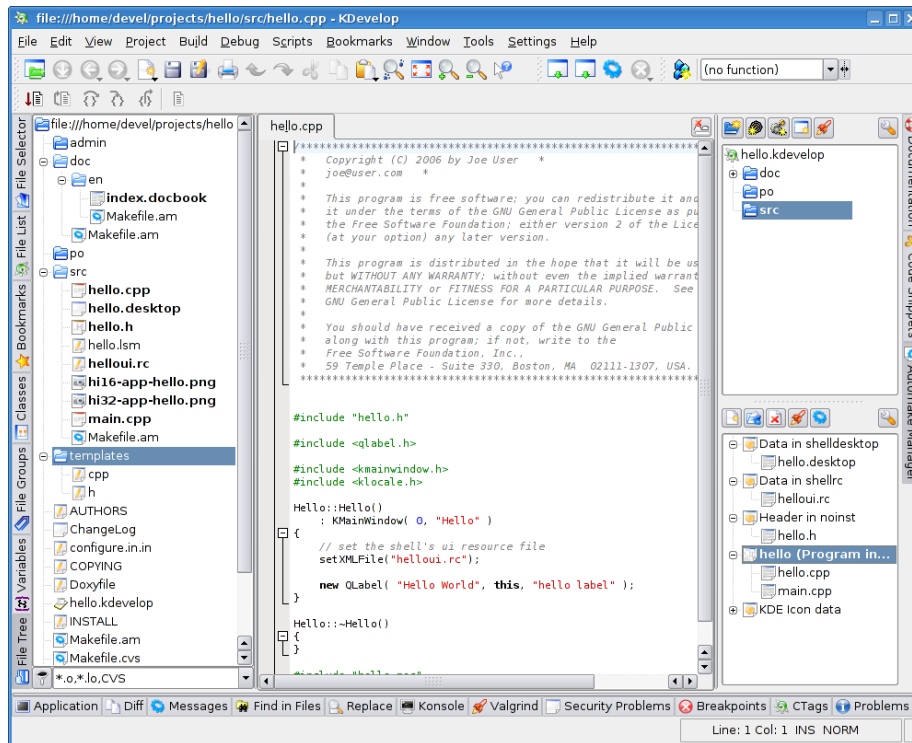 file:///home/devel/projects/hello/src/hello.cpp - KDevelop
File Edit View Project Build Debug Scripts Bookmarks Window Tools Settings Help
(no function)
File Selector
File List
Bookmarks
Classes
File Groups
Variables
File Tree
file:///home/devel/projects/hello
admin
doc
en
index.docbook
Makefile.am
Makefile.am
po
src
hello.cpp
hello.desktop
hello.h
hello.lsm
helloui.rc
hi16-app-hello.png
hi32-app-hello.png
main.cpp
Makefile.am
templates
cpp
h
AUTHORS
ChangeLog
configure.in.in
COPYING
Doxyfile
hello.kdevelop
INSTALL
Makefile.am
Makefile.cvs
*.o,*.lo,CVS
hello.cpp
/***************************************************************
* Copyright (C) 2006 by Joe User *
* joe@user.com *
*
* This program is free software; you can redistribute it and
* it under the terms of the GNU General Public License as pu
* the Free Software Foundation; either version 2 of the Lice
* (at your option) any later version.
*
* This program is distributed in the hope that it will be us
* but WITHOUT ANY WARRANTY; without even the implied warrant
* MERCHANTABILITY or FITNESS FOR A PARTICULAR PURPOSE. See
* GNU General Public License for more details.
*
* You should have received a copy of the GNU General Public
* along with this program; if not, write to the
* Free Software Foundation, Inc.,
* 59 Temple Place - Suite 330, Boston, MA 02111-1307, USA.
***************************************************************
#include "hello.h"
#include <qlabel.h>
#include <kmainwindow.h>
#include <klocale.h>
Hello::Hello()
: KMainWindow( 0, "Hello" )
{
// set the shell's ui resource file
setXMLFile("helloui.rc");
new QLabel( "Hello World", this, "hello label" );
}
Hello::~Hello()
{
}
#include "hello.moc"
hello.kdevelop
doc
po
src
Data in shelldesktop
hello.desktop
Data in shellrc
helloui.rc
Header in noinst
hello.h
hello (Program in...
hello.cpp
main.cpp
KDE Icon data
Documentation
Code Snippets
Automake Manager
Application Diff Messages Find in Files Replace Konsole Valgrind Security Problems Breakpoints CTags Problems
Line: 1 Col: 1 INS NORM